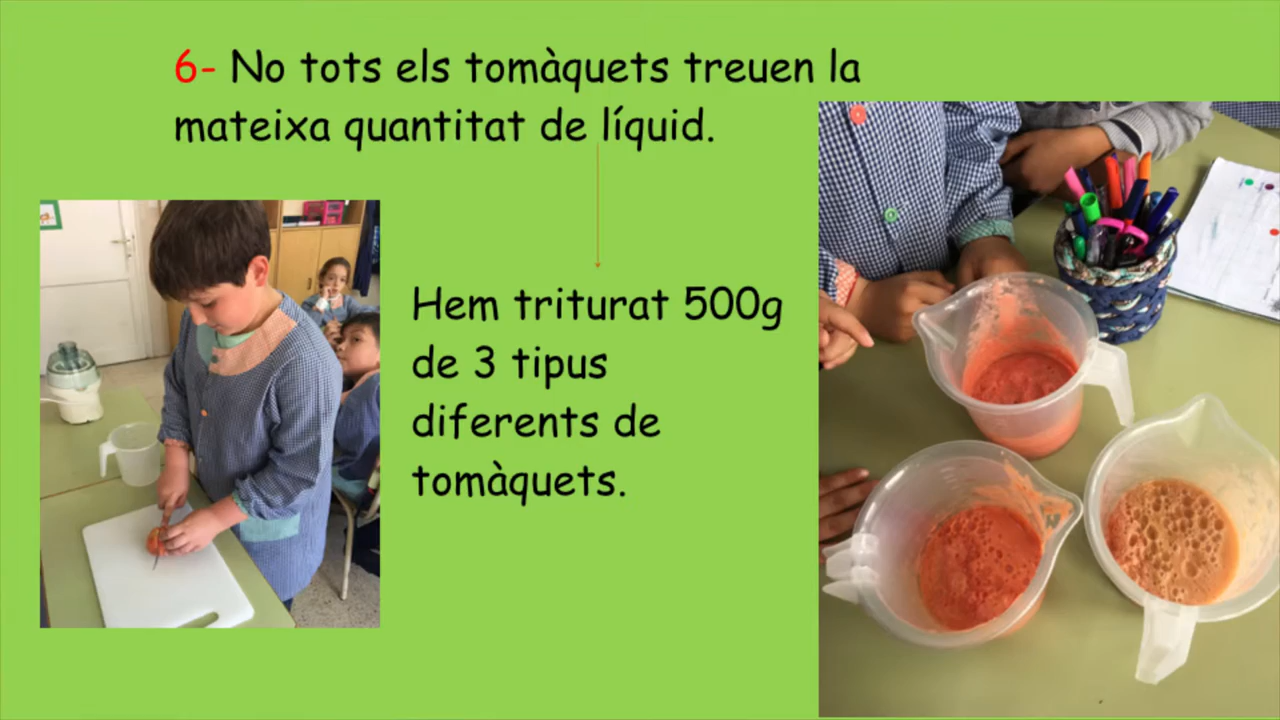 6- No tots els tomàquets treuen la
mateixa quantitat de líquid.
Hem triturat 500g
de 3 tipus
diferents de
tomàquets.